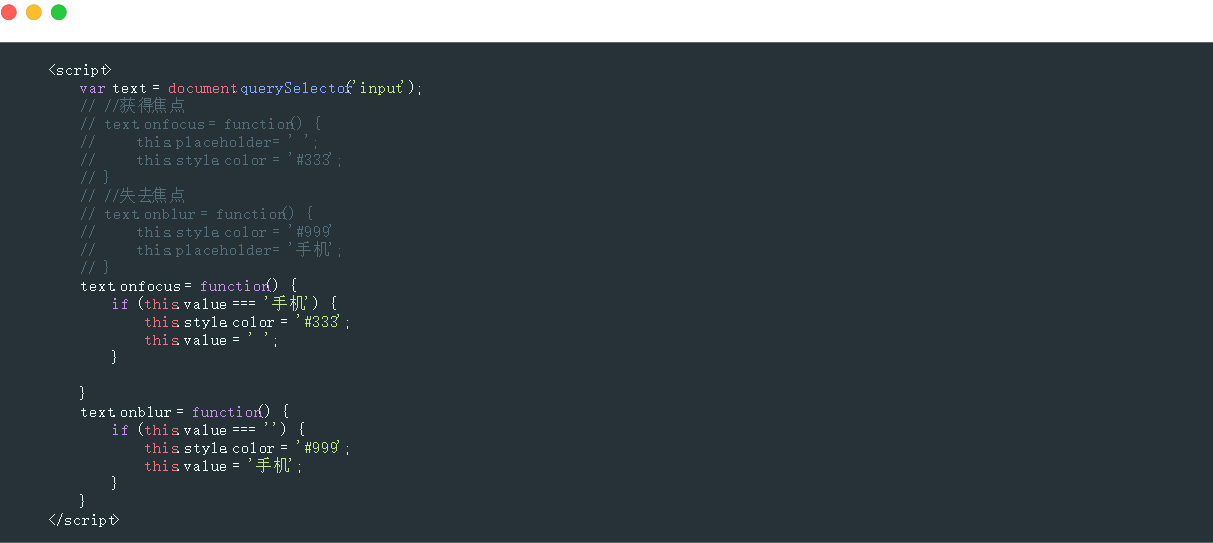 <script>
var text = document.querySelector('input');
// //获得焦点
// text.onfocus = function() {
//     this.placeholder = ' ';
//     this.style.color = '#333';
// }
// //失去焦点
// text.onblur = function() {
//     this.style.color = '#999'
//     this.placeholder = '手机';
// }
text.onfocus = function() {
if (this.value === '手机') {
this.style.color = '#333';
this.value = ' ';
}
}
text.onblur = function() {
if (this.value === '') {
this.style.color = '#999';
this.value = '手机';
}
}
</script>